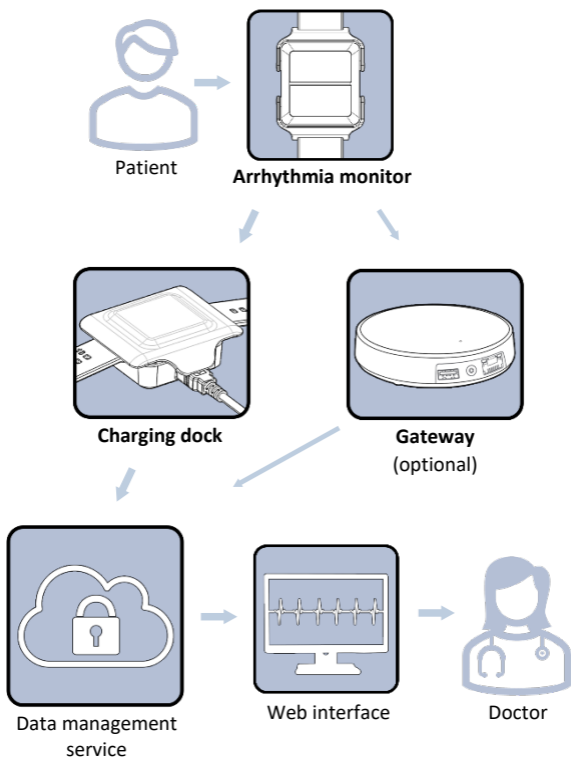 Patient
Arrhythmia monitor
Charging dock
Gateway
(optional)
Data management
service
Web interface
Doctor